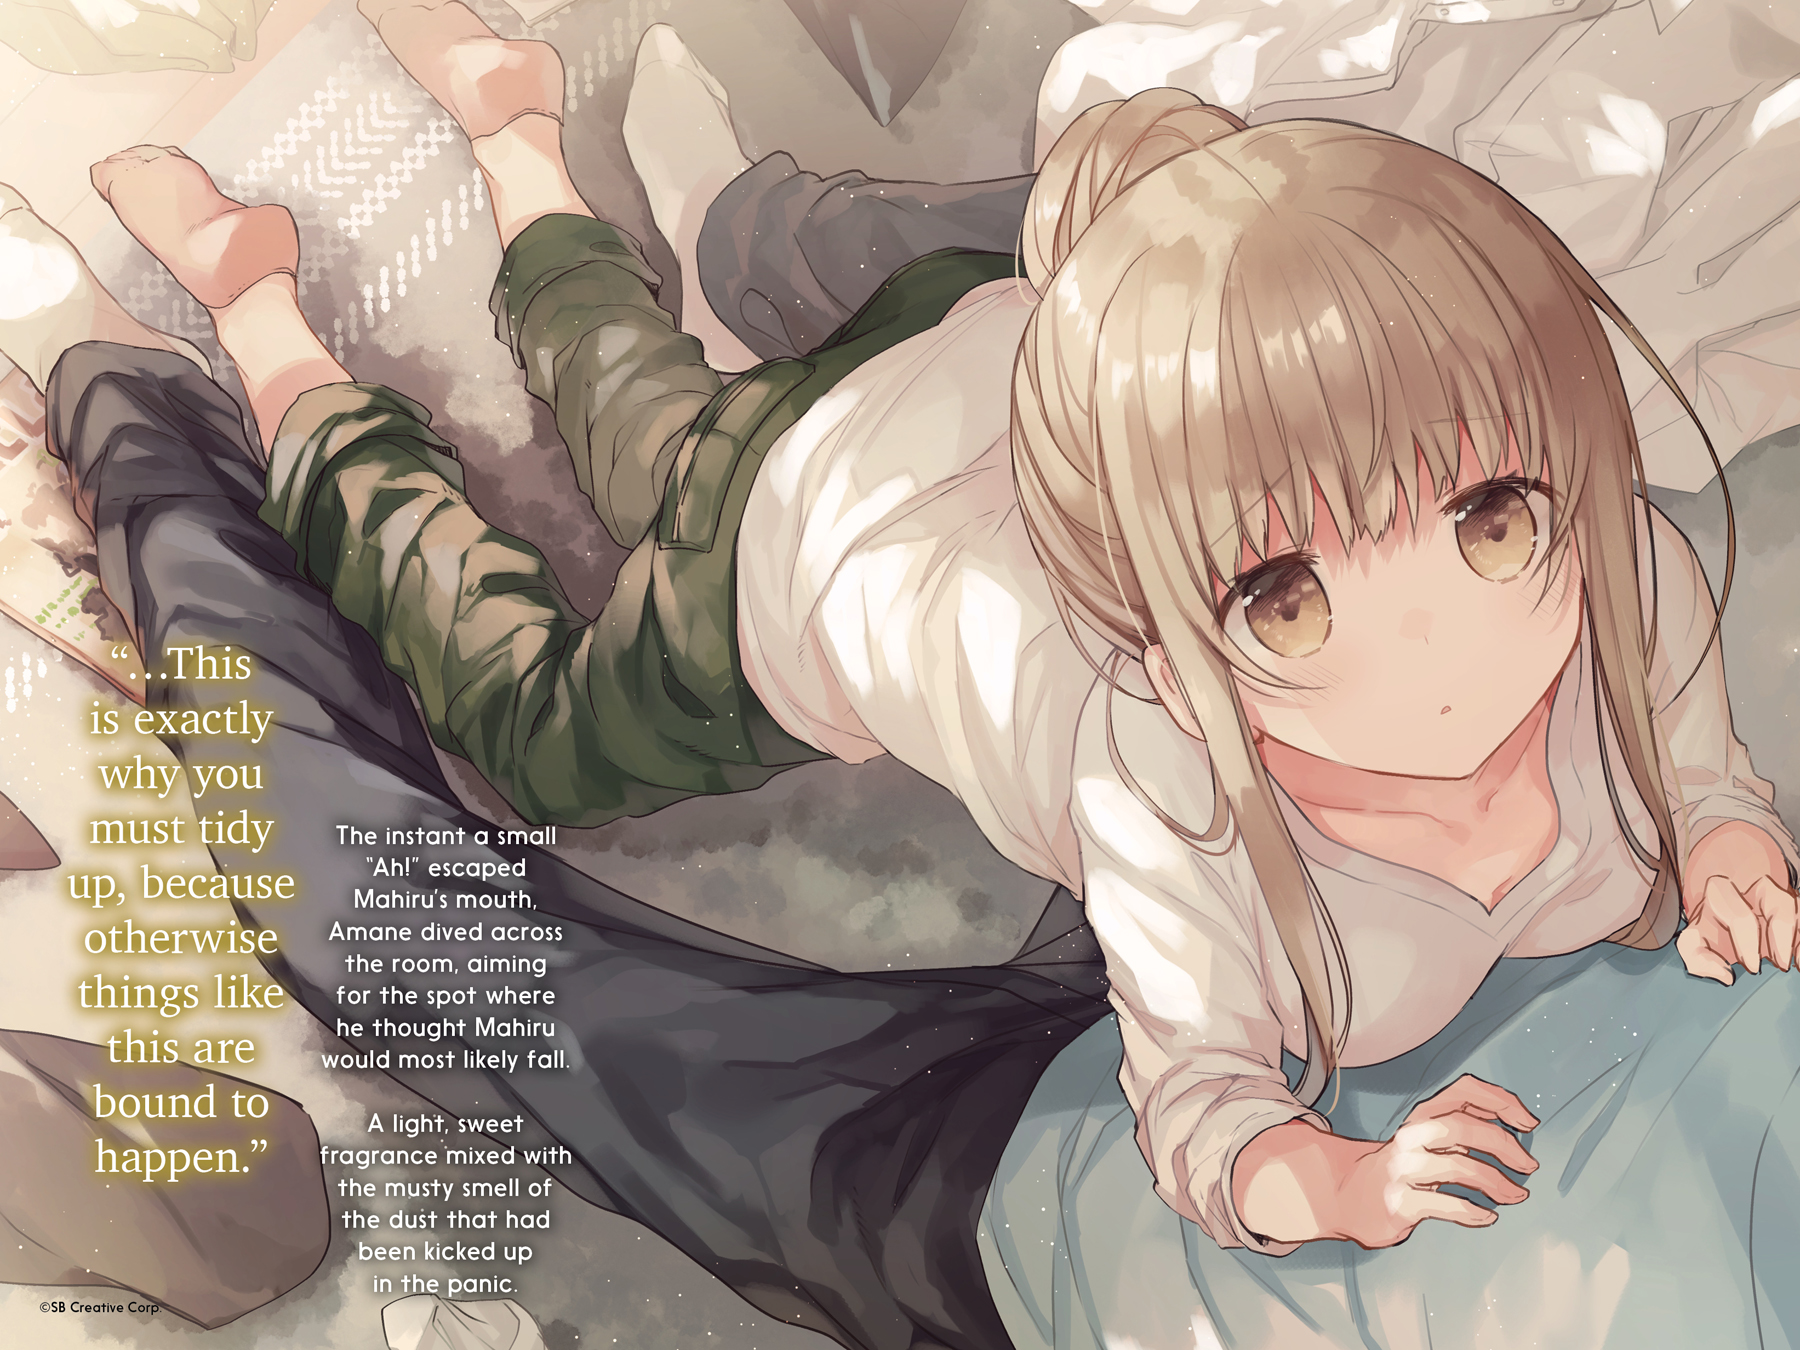 “…This
is exactly
why you
must tidy
up, because
otherwise
things like
this are
bound to
happen.”
The instant a small
“Ah!” escaped
Mahiru’s mouth,
Amane dived across
the room, aiming
for the spot where
he thought Mahiru
would most likely fall.
A light, sweet
fragrance mixed with
the musty smell of
the dust that had
been kicked up
in the panic.
©SB Creative Corp.